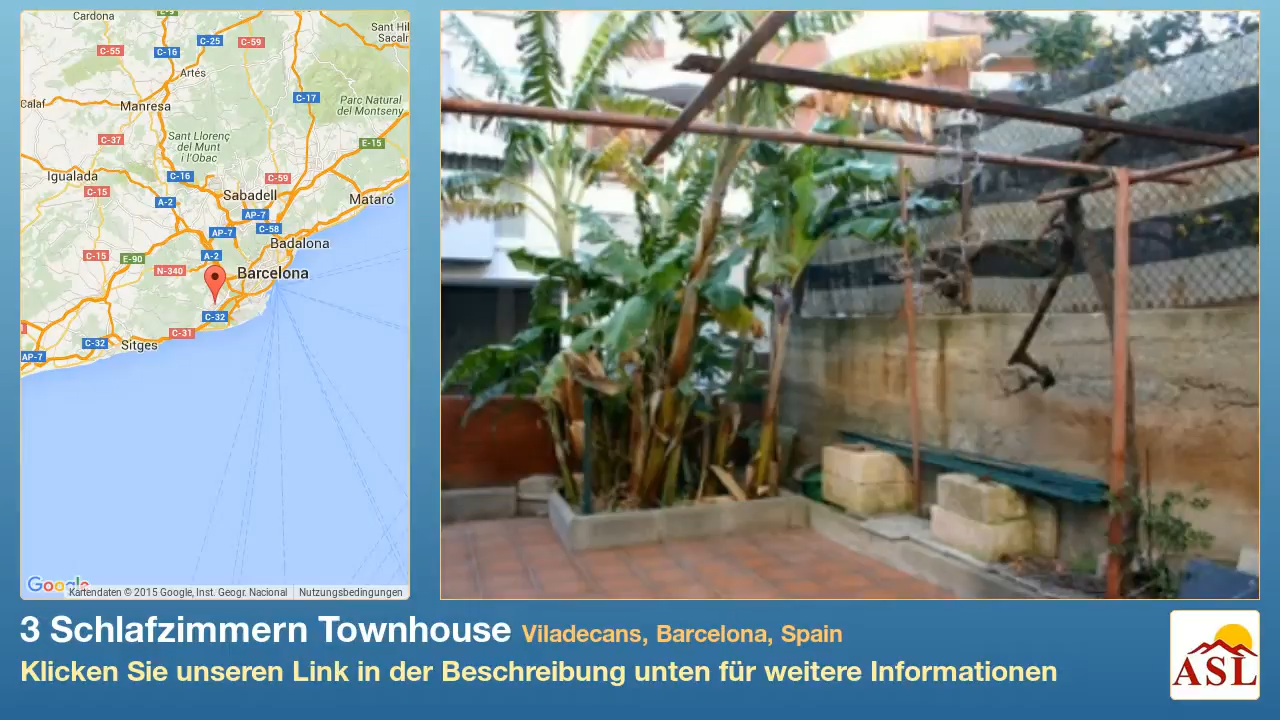 Cardona
E-9
Sant Hil
Sacaln
C-55
C-16
C-25
C-59
Artés
Calaf
Manresa
C-17
Parc Natural
del Montseny
C-37
Sant Llorenç
del Munt
i l'Obac
E-15
Igualada
C-16
C-59
C-15
Sabadell
Mataró
A-2
AP-7
AP-7
C-58
Badalona
C-15
E-90
A-2
N-340
Barcelona
C-32
C-31
C-32
Sitges
AP-7
Google
Kartendaten © 2015 Google, Inst. Geogr. Nacional
Nutzungsbedingungen
3 Schlafzimmern Townhouse Viladecans, Barcelona, Spain
Klicken Sie unseren Link in der Beschreibung unten für weitere Informationen
ASL